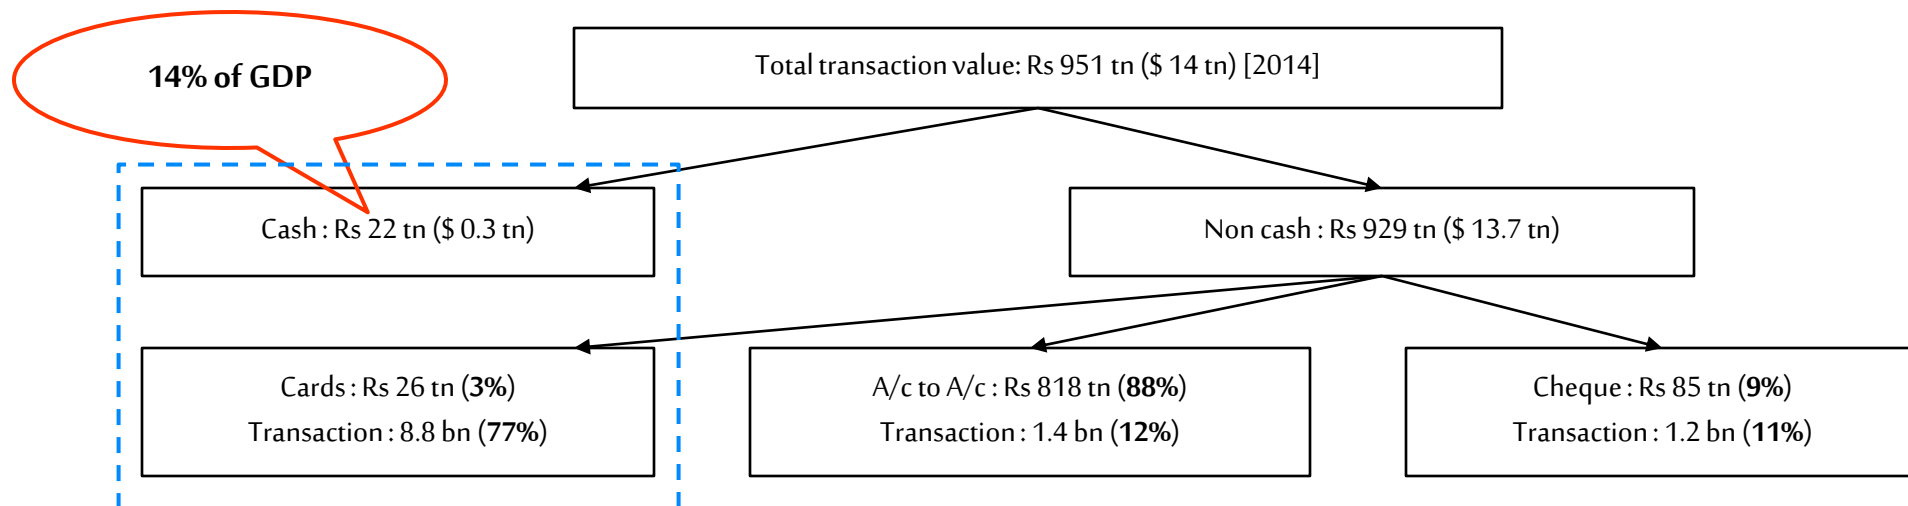 14% of GDP
Total transaction value: Rs 951 tn ($ 14 tn) [2014]
Cash : Rs 22 tn ($ 0.3 tn)
Non cash : Rs 929 tn ($ 13.7 tn)
Cards : Rs 26 tn (3%)
Transaction : 8.8 bn (77%)
A/c to A/c : Rs 818 tn (88%)
Transaction : 1.4 bn (12%)
Cheque : Rs 85 tn (9%)
Transaction : 1.2 bn (11%)